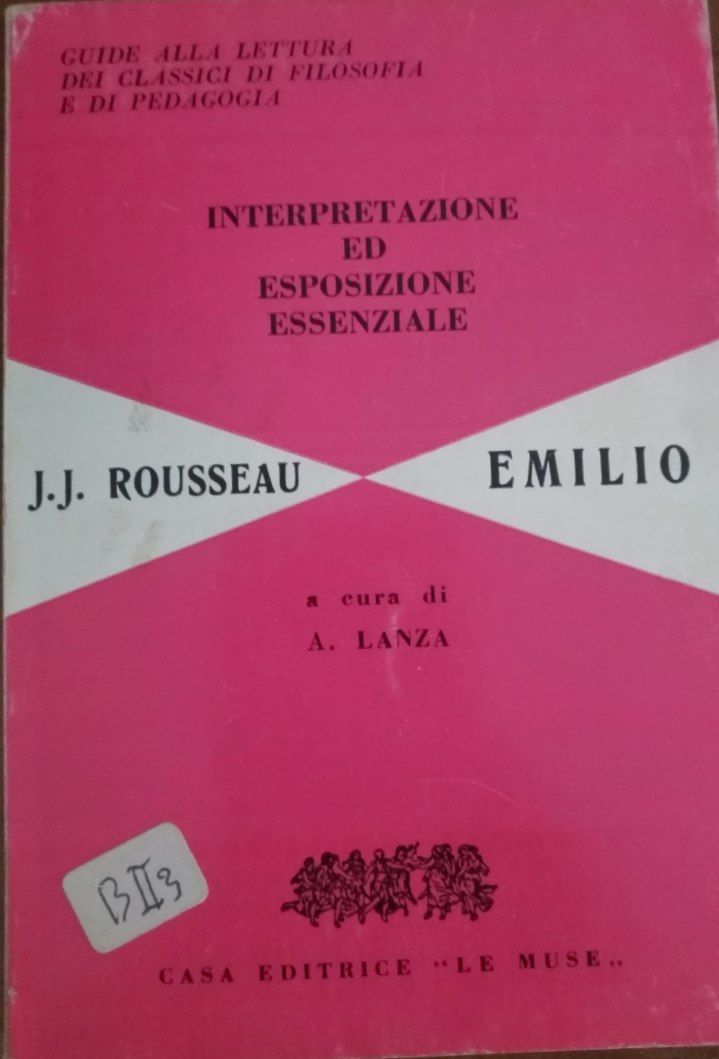 GUIDE ALLA LETTURA
DEI CLASSICI DI FILOSOFIA
E DI PEDAGOGIA
INTERPRETAZIONE
ED
ESPOSIZIONE
ESSENZIALE
J.J. ROUSSEAU
EMILIO
a cura di
A. LANZA
B II 3
CASA EDITRICE “LE MUSE„